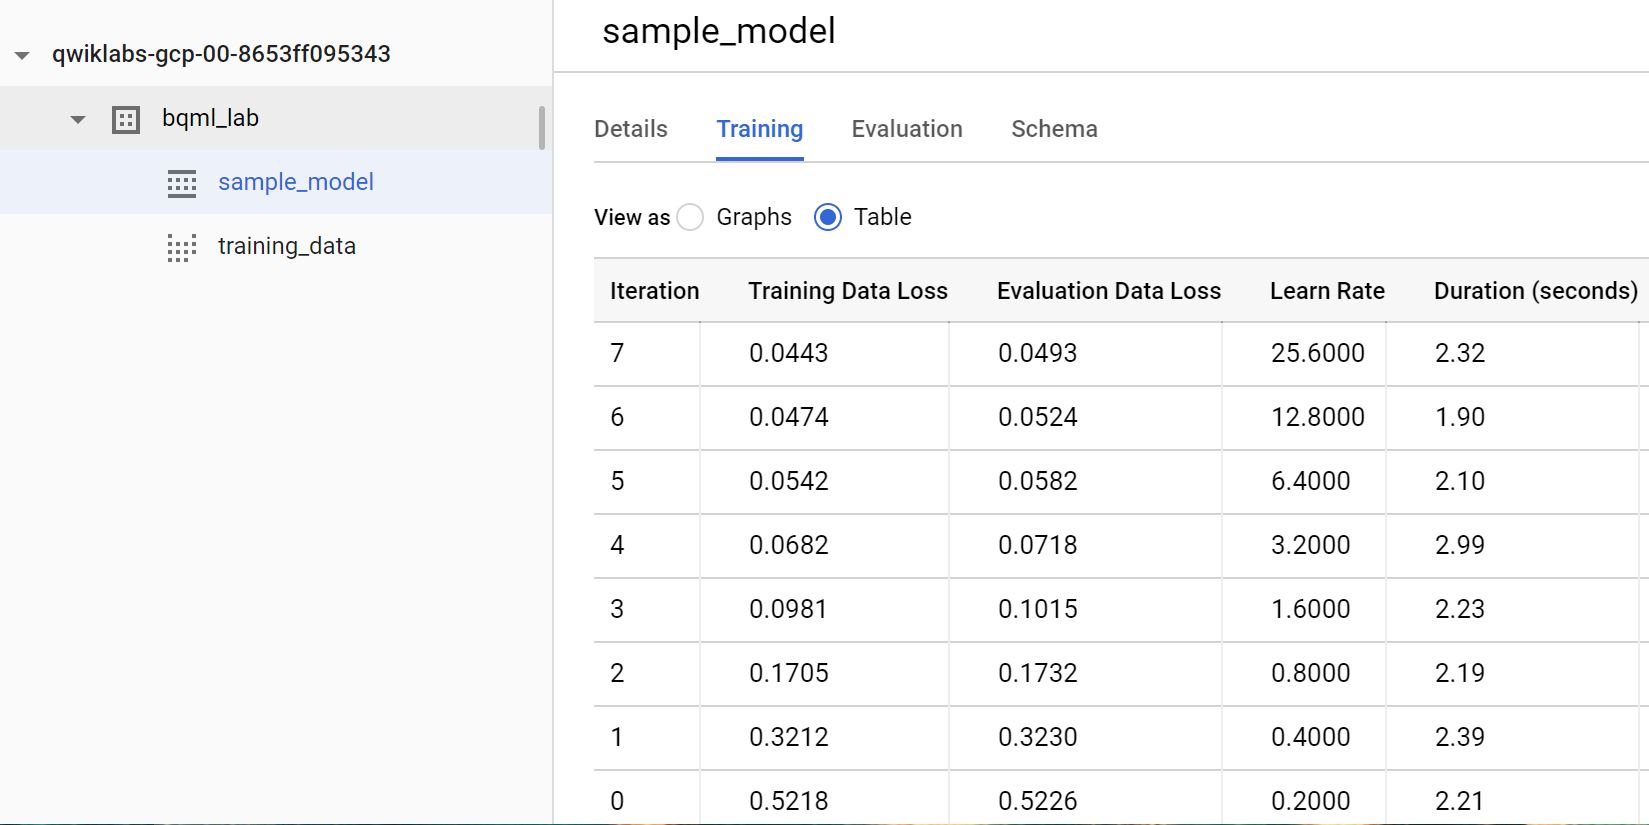 qwiklabs-gcp-00-8653ff095343
bqml_lab
sample_model
training_data
sample_model
Details Training Evaluation Schema
View as Graphs Table
Iteration Training Data Loss Evaluation Data Loss Learn Rate Duration (seconds)
7 0.0443 0.0493 25.6000 2.32
6 0.0474 0.0524 12.8000 1.90
5 0.0542 0.0582 6.4000 2.10
4 0.0682 0.0718 3.2000 2.99
3 0.0981 0.1015 1.6000 2.23
2 0.1705 0.1732 0.8000 2.19
1 0.3212 0.3230 0.4000 2.39
0 0.5218 0.5226 0.2000 2.21